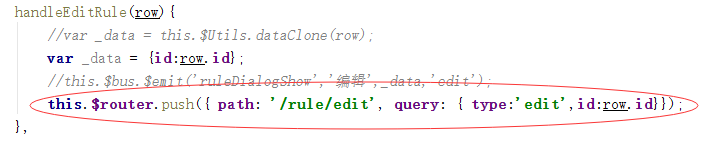 handleEditRule(row){
//var _data = this.$Utils.dataClone(row);
var _data = {id:row.id};
//this.$bus.$emit('ruleDialogShow','编辑',_data,'edit');
this.$router.push({ path: '/rule/edit', query: { type:'edit',id:row.id}});
},